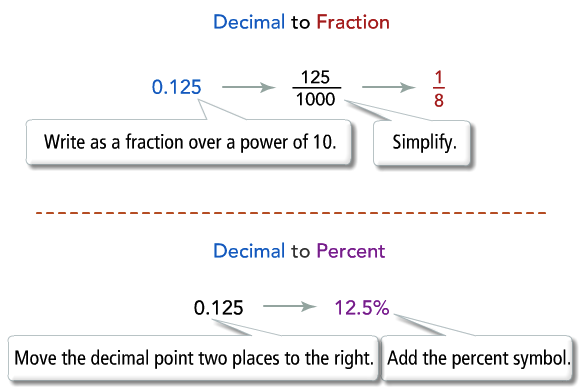 Decimal to Fraction
0.125 → 125/1000 → 1/8
Write as a fraction over a power of 10. Simplify.
Decimal to Percent
0.125 → 12.5%
Move the decimal point two places to the right. Add the percent symbol.